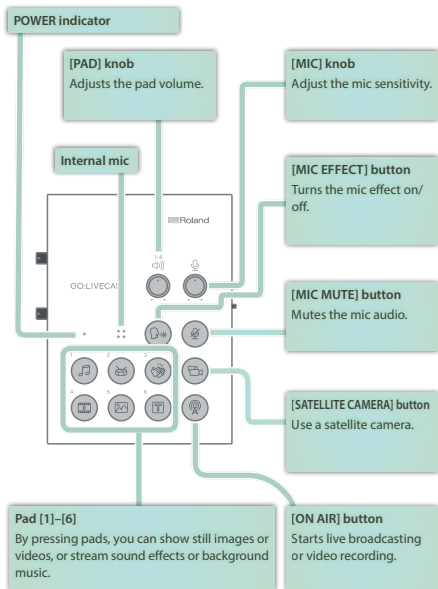 POWER indicator
[PAD] knob
Adjusts the pad volume.
[MIC] knob
Adjust the mic sensitivity.
Internal mic
[MIC EFFECT] button
Turns the mic effect on/
off.
Roland
1-6
GO:LIVECAS
[MIC MUTE] button
Mutes the mic audio.
1
2
3
4
5
6
T
[SATELLITE CAMERA] button
Use a satellite camera.
Pad [1]–[6]
By pressing pads, you can show still images or
videos, or stream sound effects or background
music.
[ON AIR] button
Starts live broadcasting
or video recording.